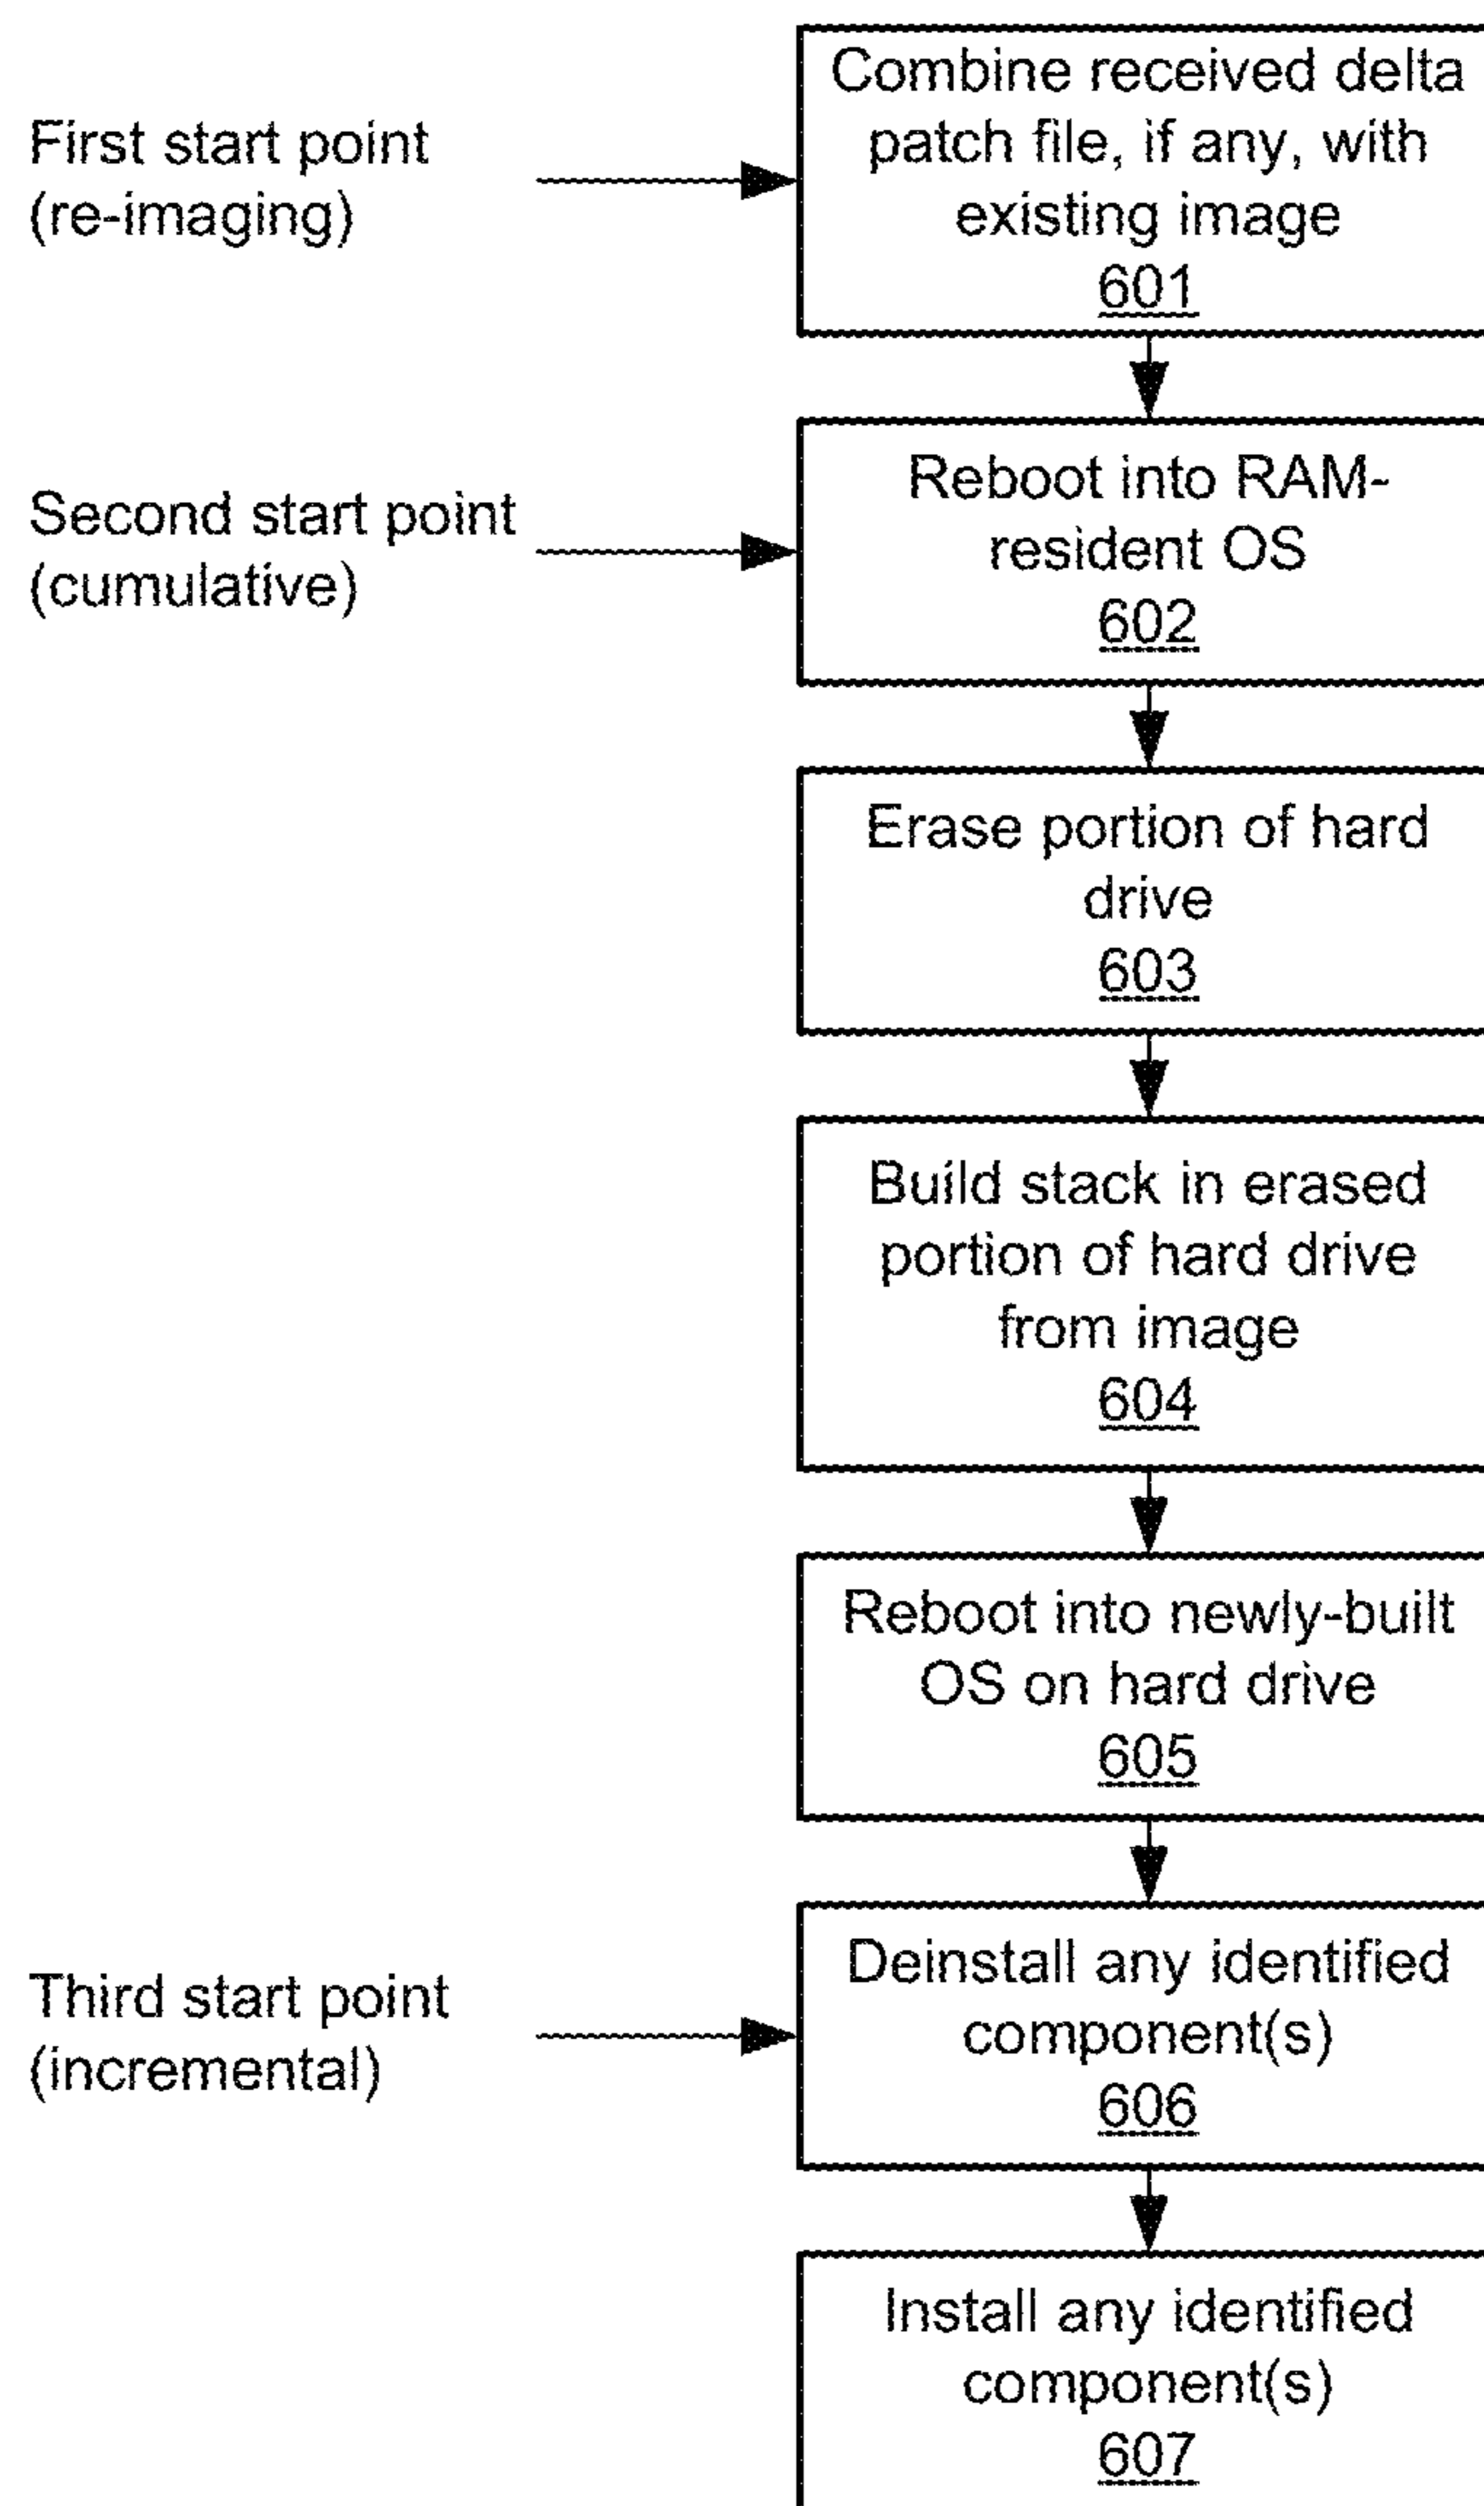 Combine received delta
patch file, if any, with
existing image
601
First start point
(re-imaging)
Reboot into RAM-
resident OS
602
Second start point
(cumulative)
Erase portion of hard
drive
603
Build stack in erased
portion of hard drive
from image
604
Reboot into newly-built
OS on hard drive
605
Deinstall any identified
component(s)
606
Third start point
(incremental)
Install any identified
component(s)
607